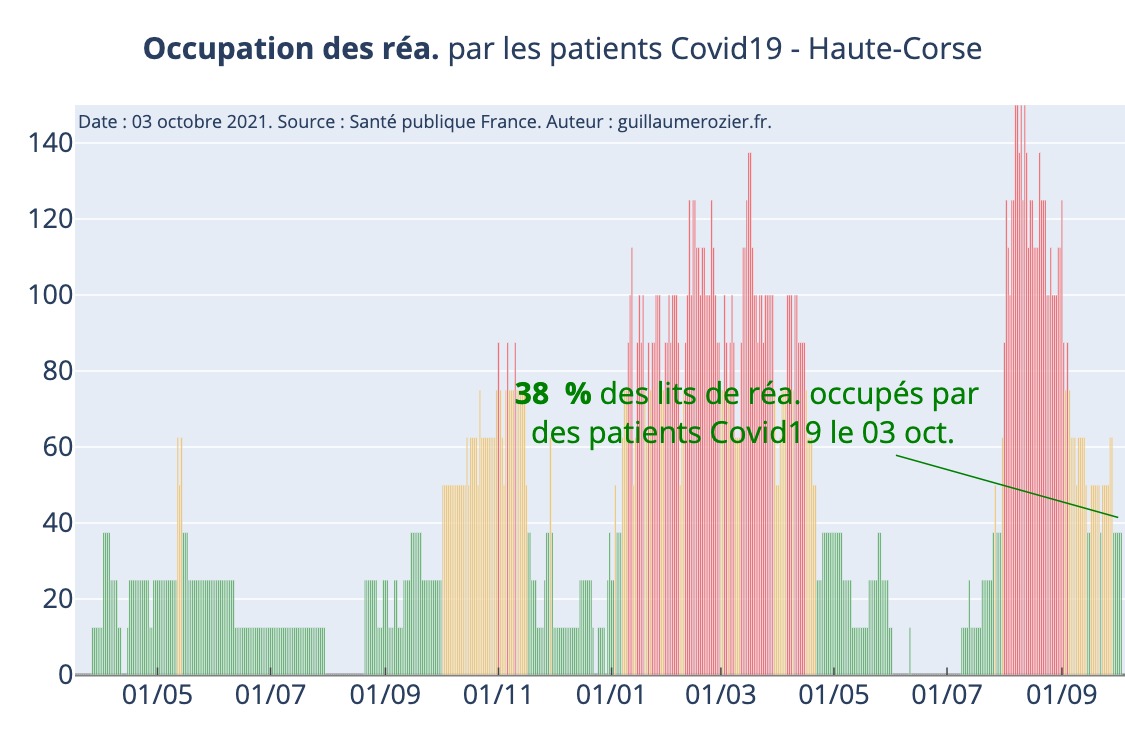 Occupation des réa. par les patients Covid19 - Haute-Corse
Date : 03 octobre 2021. Source : Santé publique France. Auteur : guillaumerozier.fr.
140
120
100
80
38 % des lits de réa. occupés par
des patients Covid19 le 03 oct.
60
40
20
0
01/05 01/07 01/09 01/11 01/01 01/03 01/05 01/07 01/09